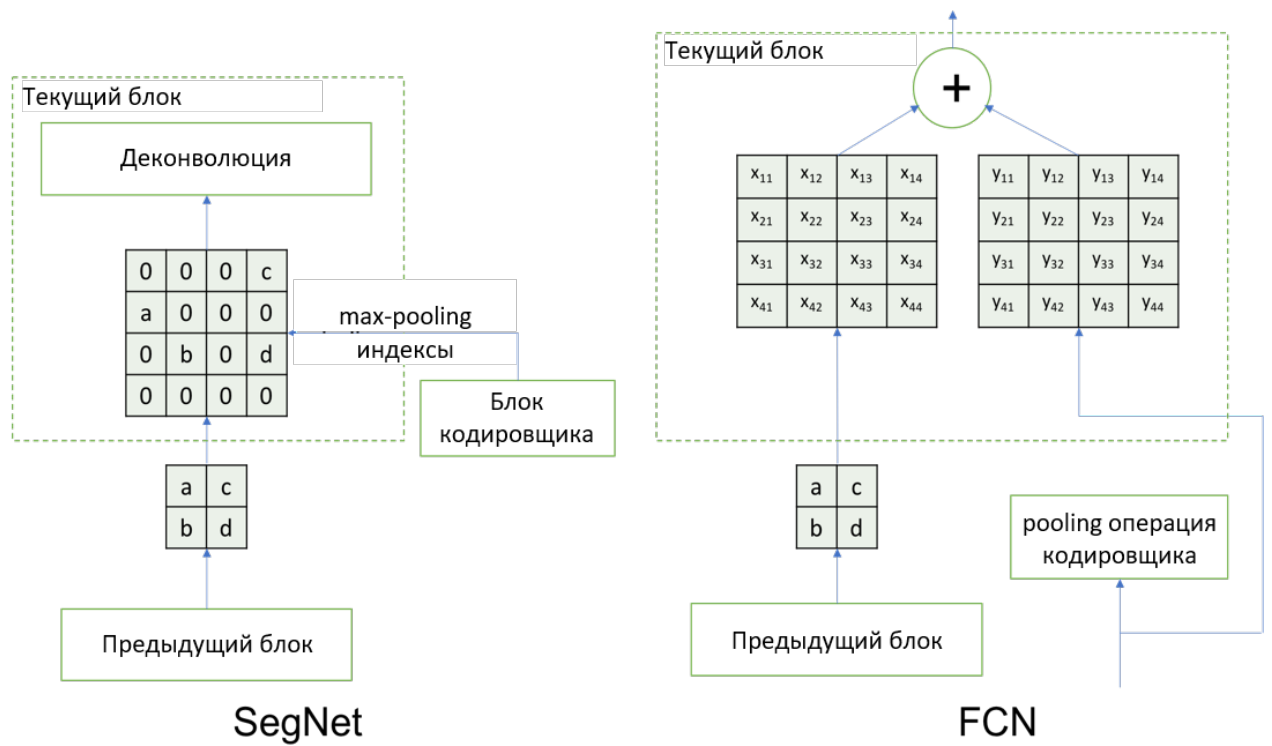 Текущий блок
Деконволюция
0 0 0 c
a 0 0 0
0 b 0 d
0 0 0 0
max-pooling
индексы
Блок
кодировщика
a c
b d
Предыдущий блок
SegNet
Текущий блок
+
x₁₁ x₁₂ x₁₃ x₁₄
x₂₁ x₂₂ x₂₃ x₂₄
x₃₁ x₃₂ x₃₃ x₃₄
x₄₁ x₄₂ x₄₃ x₄₄
y₁₁ y₁₂ y₁₃ y₁₄
y₂₁ y₂₂ y₂₃ y₂₄
y₃₁ y₃₂ y₃₃ y₃₄
y₄₁ y₄₂ y₄₃ y₄₄
a c
b d
pooling операция
кодировщика
Предыдущий блок
FCN